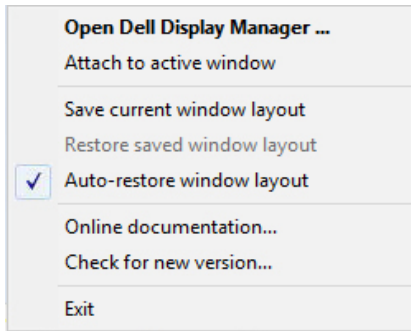 Open Dell Display Manager ...
Attach to active window
Save current window layout
Restore saved window layout
Auto-restore window layout
Online documentation...
Check for new version...
Exit